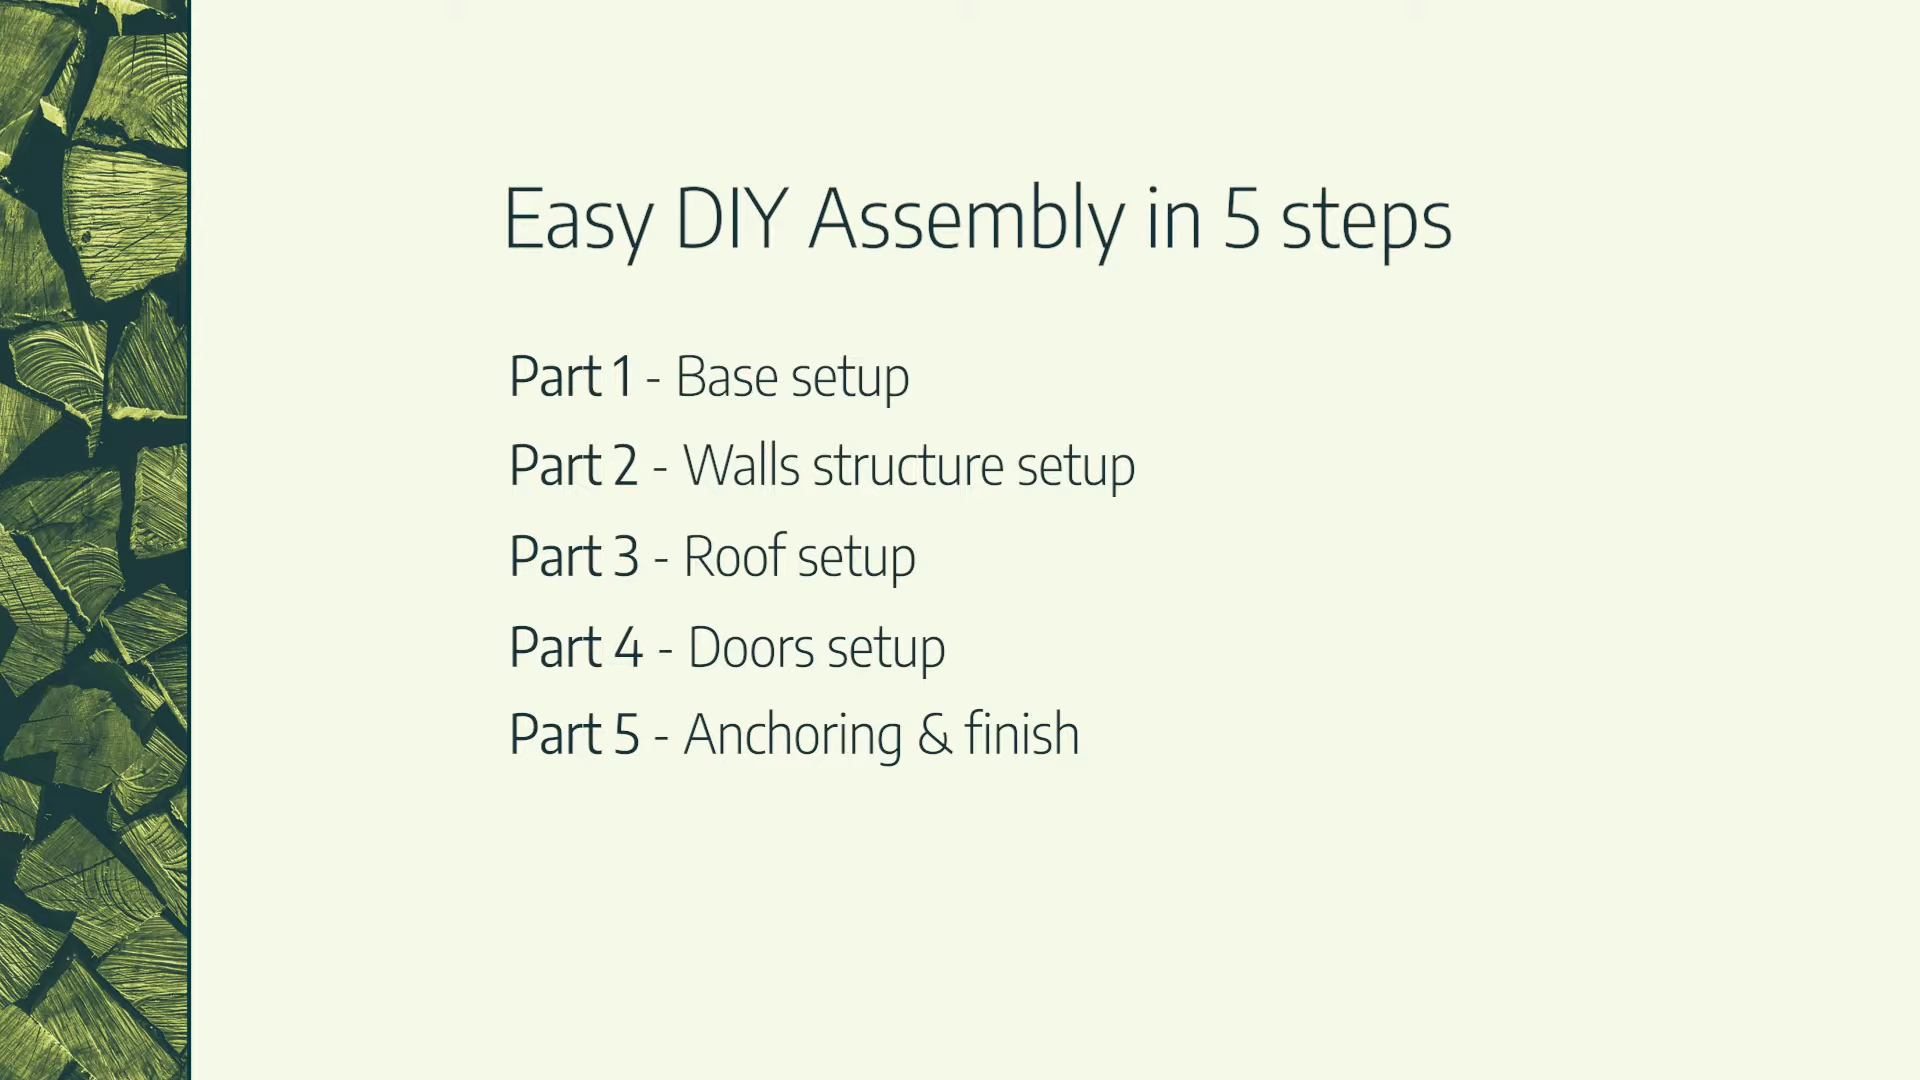 Easy DIY Assembly in 5 steps
Part 1 - Base setup
Part 2 - Walls structure setup
Part 3 - Roof setup
Part 4 - Doors setup
Part 5 - Anchoring & finish